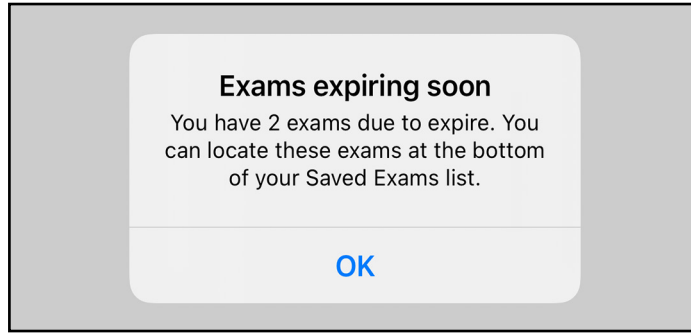 Exams expiring soon
You have 2 exams due to expire. You
can locate these exams at the bottom
of your Saved Exams list.
OK